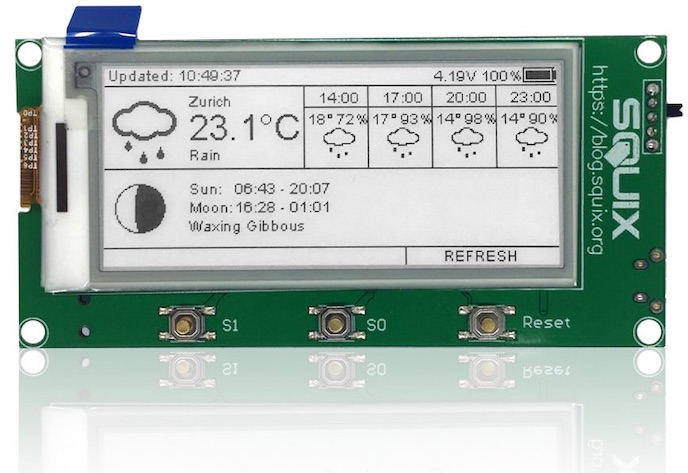 Updated: 10:49:37
4.19V 100%
Zurich
23.1°C
Rain
14:00 17:00 20:00 23:00
18° 72% 17° 93% 14° 98% 14° 90%
Sun: 06:43 - 20:07
Moon: 16:28 - 01:01
Waxing Gibbous
REFRESH
S1 S0 Reset
SQUIX
https://blog.squix.org